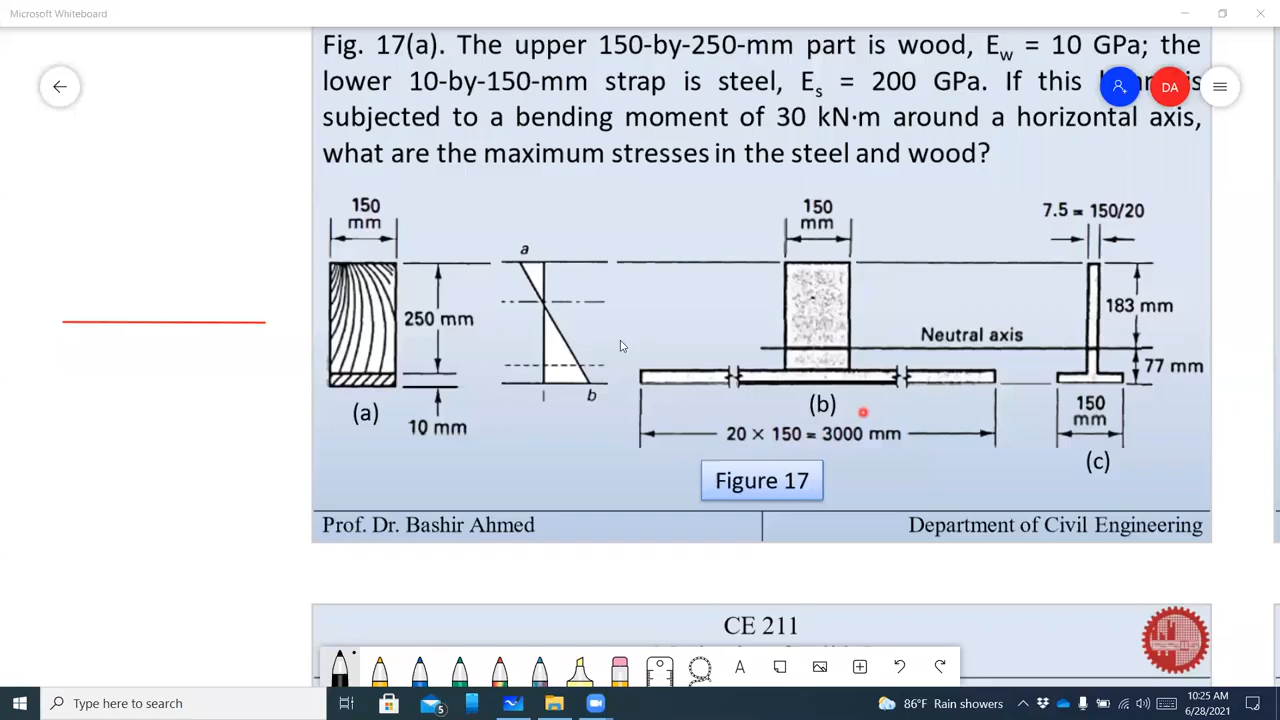 Microsoft Whiteboard
Fig. 17(a). The upper 150-by-250-mm part is wood, Ew = 10 GPa; the
lower 10-by-150-mm strap is steel, Es = 200 GPa. If this
DA
subjected to a bending moment of 30 kN·m around a horizontal axis,
what are the maximum stresses in the steel and wood?
150
mm
250 mm
(a)
10 mm
a
b
150
mm
Neutral axis
(b)
20 × 150 = 3000 mm
7.5 = 150/20
183 mm
77 mm
150
mm
(c)
Figure 17
Prof. Dr. Bashir Ahmed
Department of Civil Engineering
CE 211
A
Type here to search
5
86°F Rain showers
10:25 AM
6/28/2021